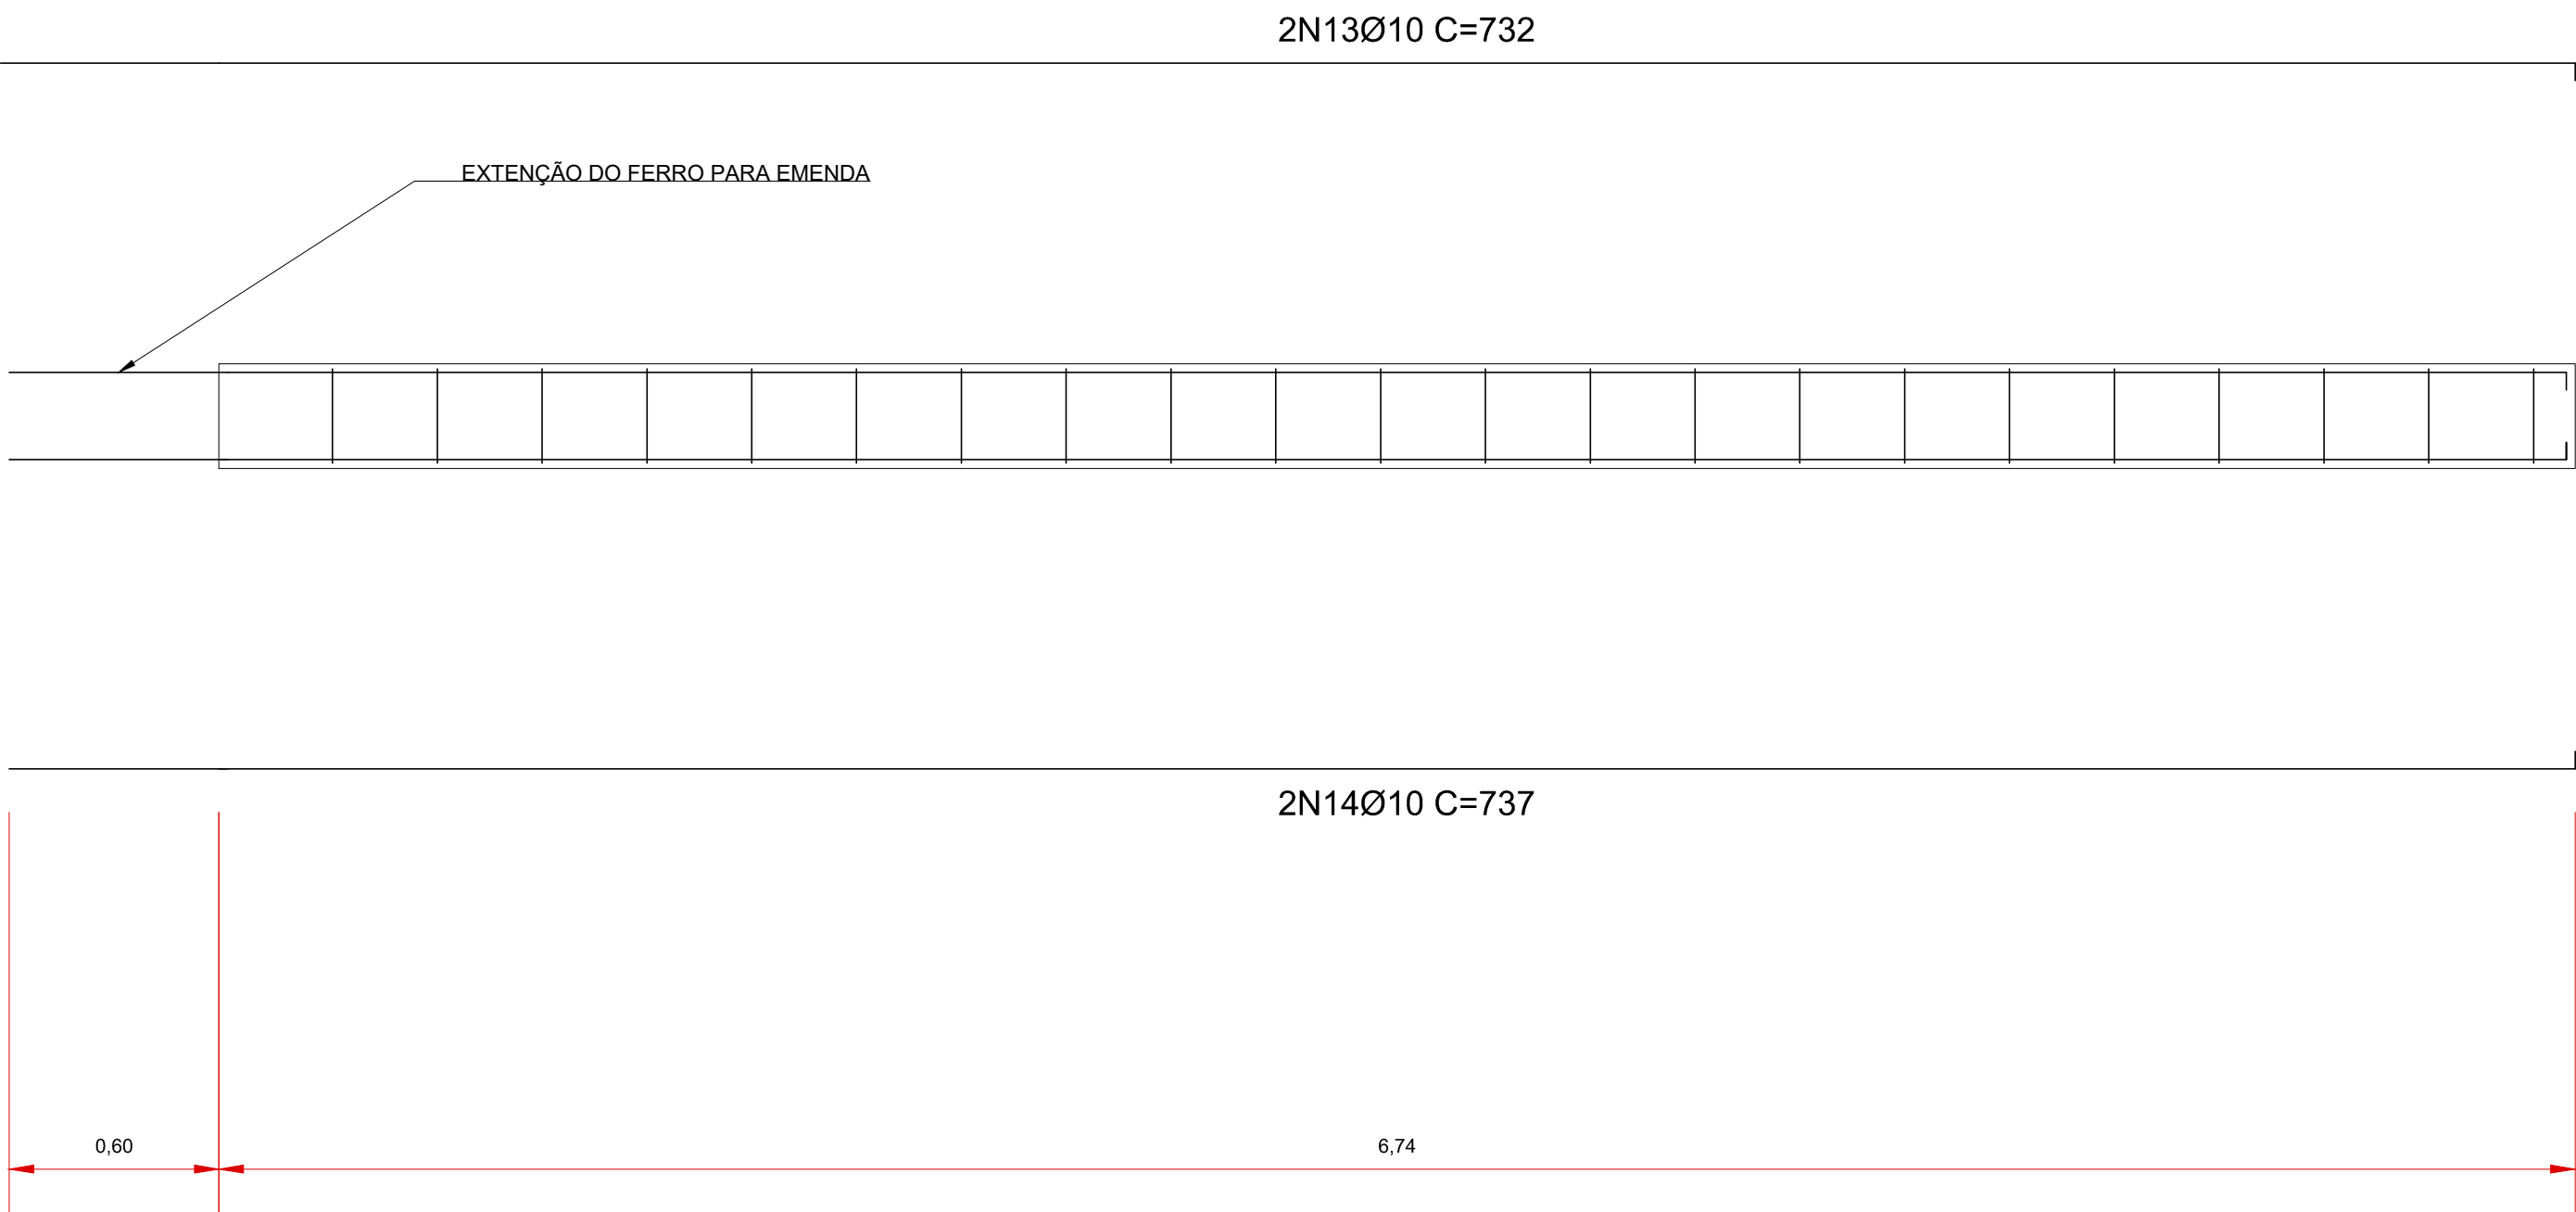 2N13Ø10 C=732
EXTENÇÃO DO FERRO PARA EMENDA
2N14Ø10 C=737
0,60
6,74